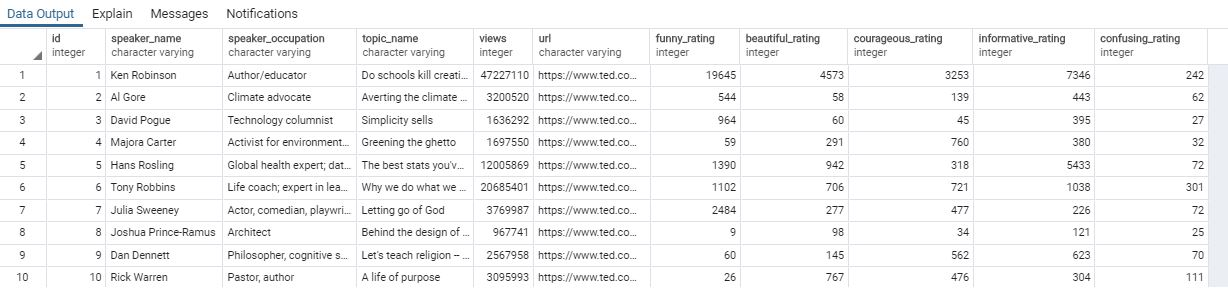 Data Output Explain Messages Notifications
id speaker_name speaker_occupation topic_name views url funny_rating beautiful_rating courageous_rating informative_rating confusing_rating
integer character varying character varying character varying integer character varying integer integer integer integer integer
1 1 Ken Robinson Author/educator Do schools kill creati... 47227110 https://www.ted.co... 19645 4573 3253 7346 242
2 2 Al Gore Climate advocate Averting the climate ... 3200520 https://www.ted.co... 544 58 139 443 62
3 3 David Pogue Technology columnist Simplicity sells 1636292 https://www.ted.co... 964 60 45 395 27
4 4 Majora Carter Activist for environment... Greening the ghetto 1697550 https://www.ted.co... 59 291 760 380 32
5 5 Hans Rosling Global health expert; dat... The best stats you'v... 12005869 https://www.ted.co... 1390 942 318 5433 72
6 6 Tony Robbins Life coach; expert in lea... Why we do what we ... 20685401 https://www.ted.co... 1102 706 721 1038 301
7 7 Julia Sweeney Actor, comedian, playwri... Letting go of God 3769987 https://www.ted.co... 2484 277 477 226 72
8 8 Joshua Prince-Ramus Architect Behind the design of ... 967741 https://www.ted.co... 9 98 34 121 25
9 9 Dan Dennett Philosopher, cognitive s... Let's teach religion -- ... 2567958 https://www.ted.co... 60 145 562 623 70
10 10 Rick Warren Pastor, author A life of purpose 3095993 https://www.ted.co... 26 767 476 304 111